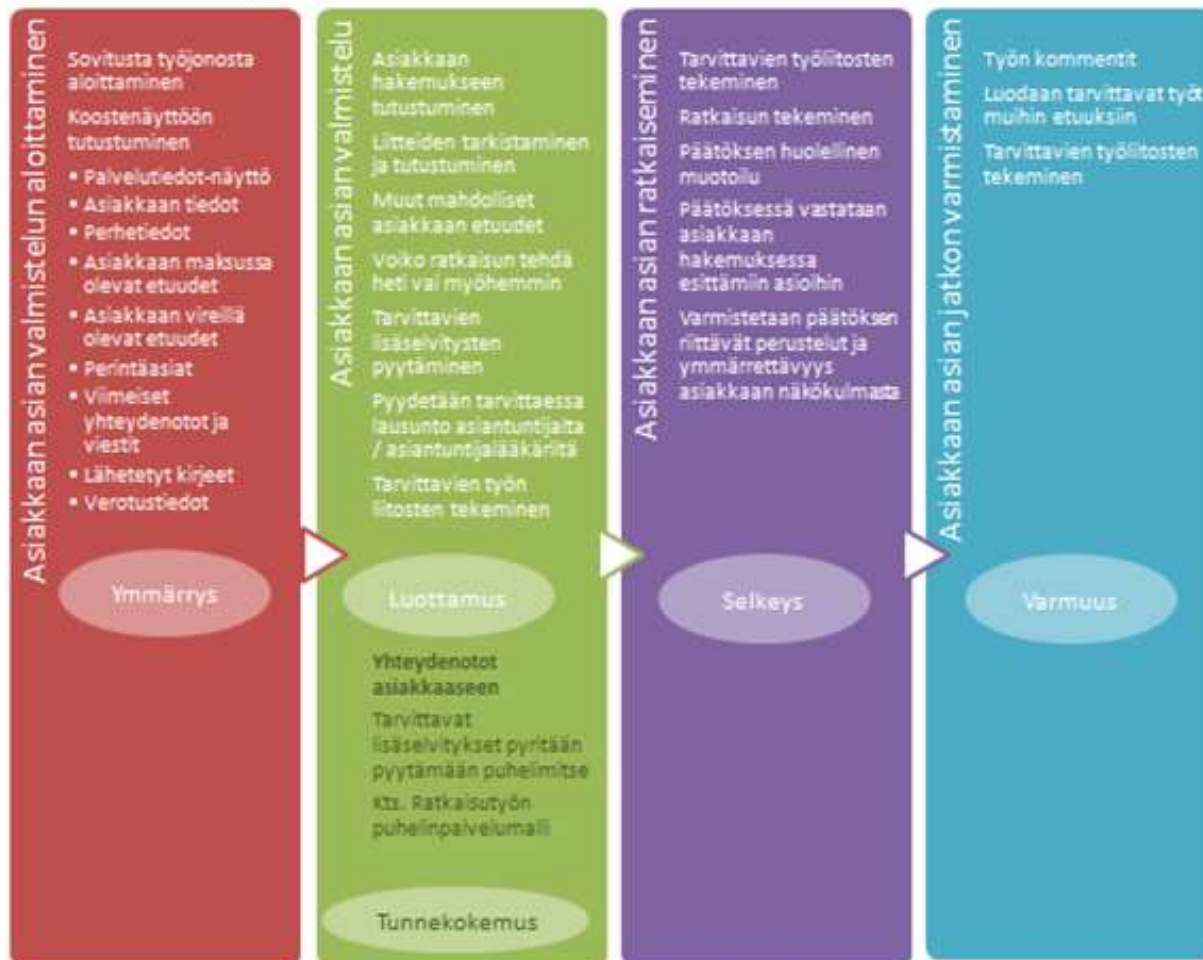 Asiakkaan asian valmistelun aloittaminen
Sovitusta työjonosta
aloittaminen
Koostenäyttöön
tutustuminen
▪ Palvelutiedot-näyttö
▪ Asiakkaan tiedot
▪ Perhetiedot
▪ Asiakkaan maksussa
olevat etuudet
▪ Asiakkaan vireillä
olevat etuudet
▪ Perintäasiat
▪ Viimeiset
yhteydenotot ja
viestit
▪ Lähetetyt kirjeet
▪ Verotustiedot
Ymmärrys
Asiakkaan asian valmistelu
Asiakkaan
hakemukseen
tutustuminen
Liitteiden tarkistaminen
ja tutustuminen
Muut mahdolliset
asiakkaan etuudet
Voiko ratkaisun tehdä
heti vai myöhemmin
Tarvittavien
lisäselvitysten
pyytäminen
Pyydetään tarvittaessa
lausunto asiantuntijalta
/ asiantuntijalääkäriltä
Tarvittavien työn
liitosten tekeminen
Luottamus
Yhteydenotot
asiakkaaseen
Tarvittavat
lisäselvitykset pyritään
pyytämään puhelimitse
Kts. Ratkaisutyön
puhelinpalvelumalli
Tunnekokemus
Asiakkaan asian ratkaiseminen
Tarvittavien työliitosten
tekeminen
Ratkaisun tekeminen
Päätöksen huolellinen
muotoilu
Päätöksessä vastataan
asiakkaan
hakemuksessa
esittämiin asioihin
Varmistetaan päätöksen
riittävät perustelut ja
ymmärrettävyys
asiakkaan näkökulmasta
Selkeys
Asiakkaan asian jatkon varmistaminen
Työn kommentit
Luodaan tarvittavat työt
muihin etuuksiin
Tarvittavien työliitosten
tekeminen
Varmuus